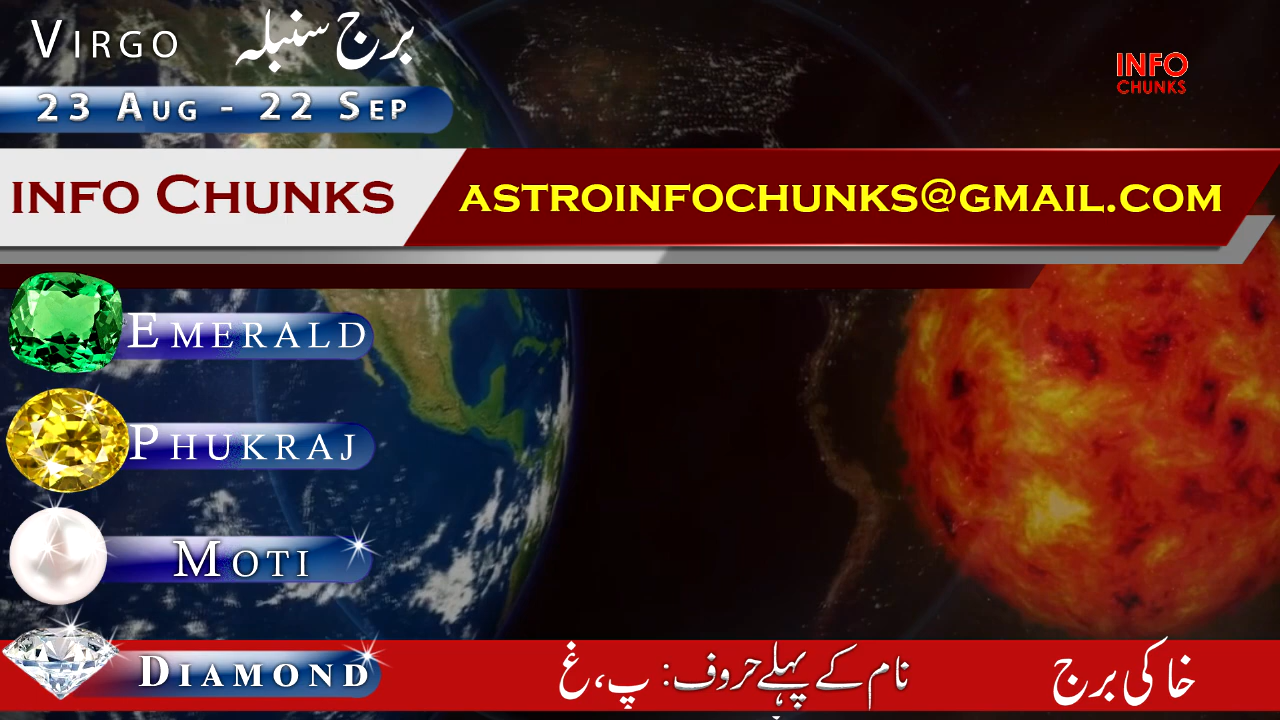 VIRGO برج سنبلہ
23 AUG - 22 SEP
INFO
CHUNKS
INFO CHUNKS ASTROINFOCHUNKS@GMAIL.COM
EMERALD
PHUKRAJ
MOTI
DIAMOND
نام کے پہلے حروف: پ، غ
خاکی برج